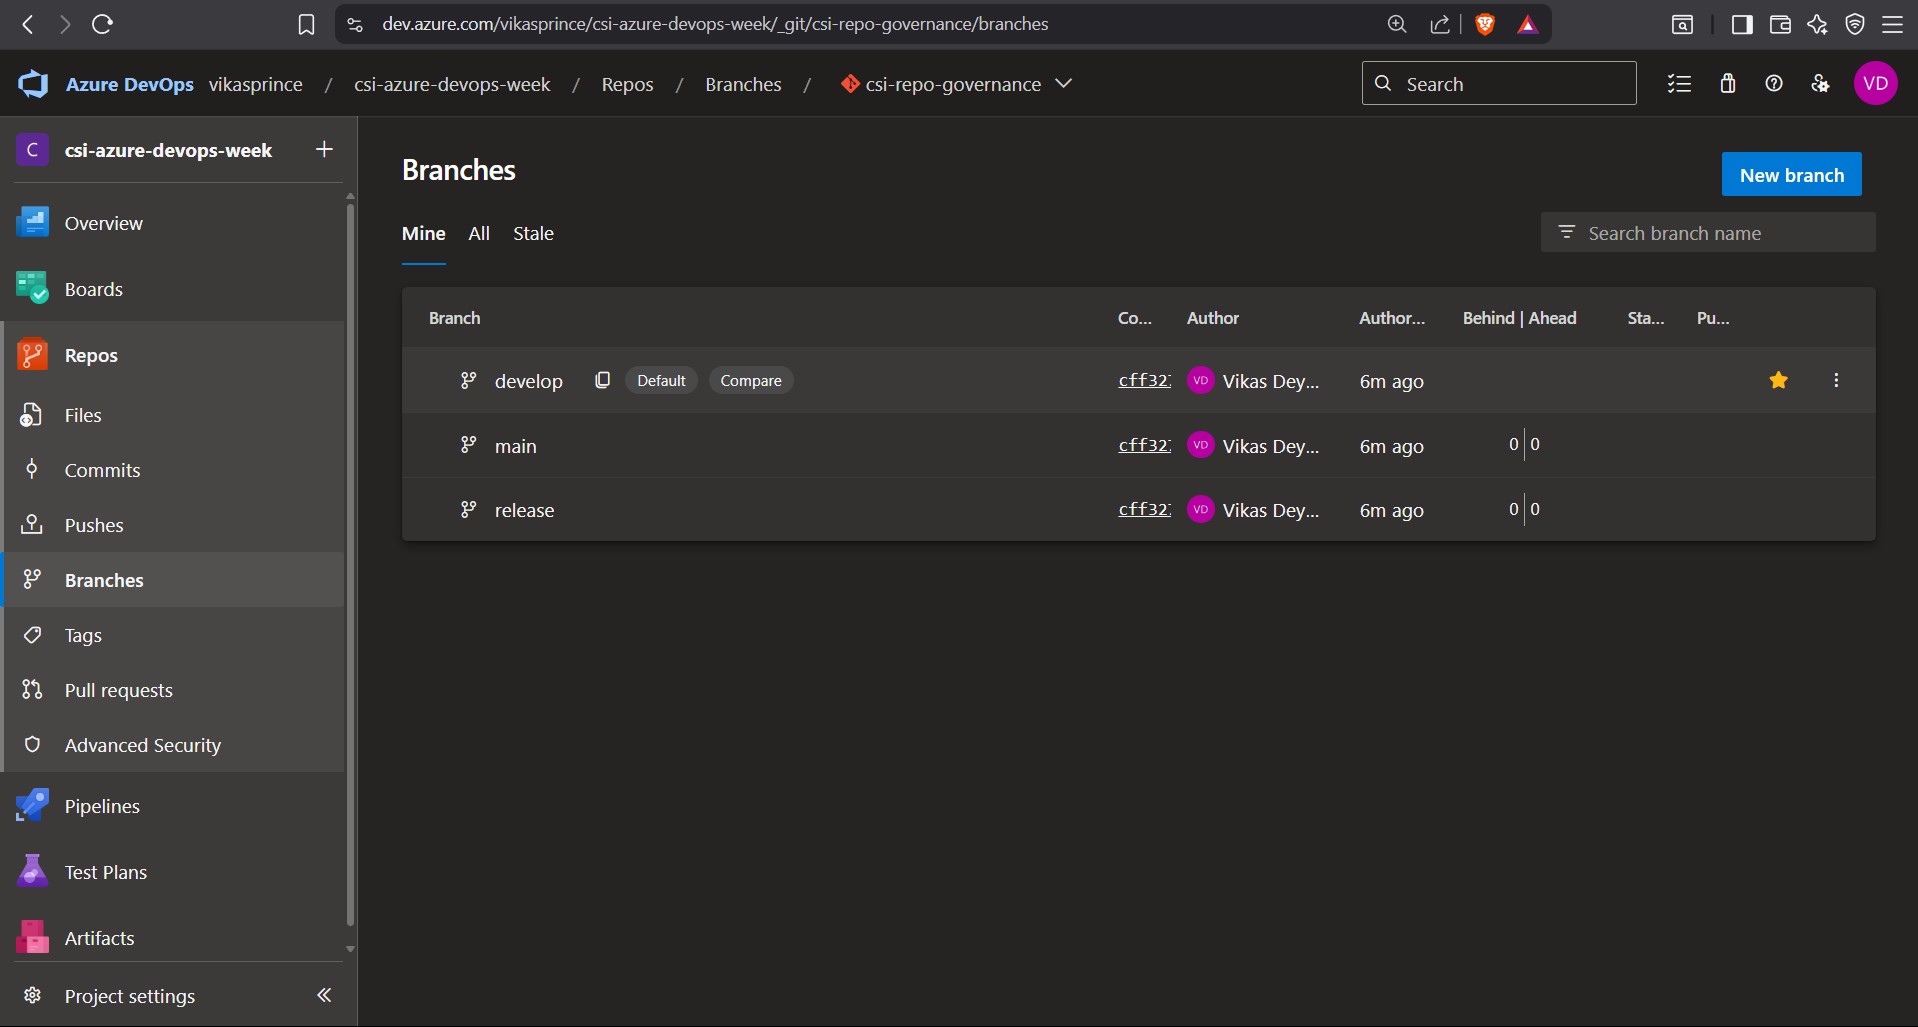 dev.azure.com/vikasprince/csi-azure-devops-week/_git/csi-repo-governance/branches
Azure DevOps vikasprince / csi-azure-devops-week / Repos / Branches / csi-repo-governance
Search
VD
C csi-azure-devops-week +
Overview
Boards
Repos
Files
Commits
Pushes
Branches
Tags
Pull requests
Advanced Security
Pipelines
Test Plans
Artifacts
Project settings
Branches
New branch
Mine All Stale
Search branch name
Branch Co... Author Author... Behind | Ahead Sta... Pu...
develop Default Compare cff327 VD Vikas Dey... 6m ago
main cff327 VD Vikas Dey... 6m ago 0 | 0
release cff327 VD Vikas Dey... 6m ago 0 | 0